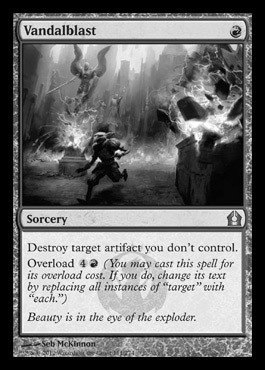 Vandalblast
Sorcery
Destroy target artifact you don't control.
Overload 4 (You may cast this spell for
its overload cost. If you do, change its text
by replacing all instances of "target" with
"each.")
Beauty is in the eye of the exploder.
Seb McKinnon